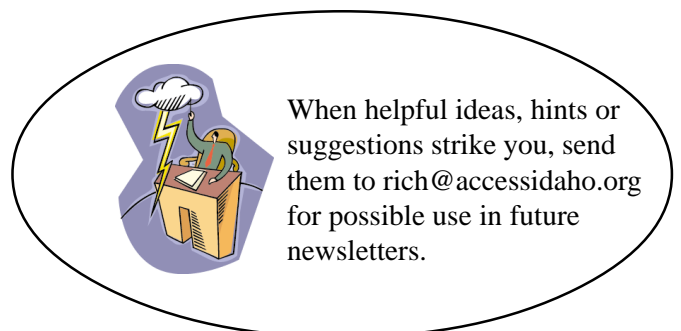 When helpful ideas, hints or
suggestions strike you, send
them to rich@accessidaho.org
for possible use in future
newsletters.